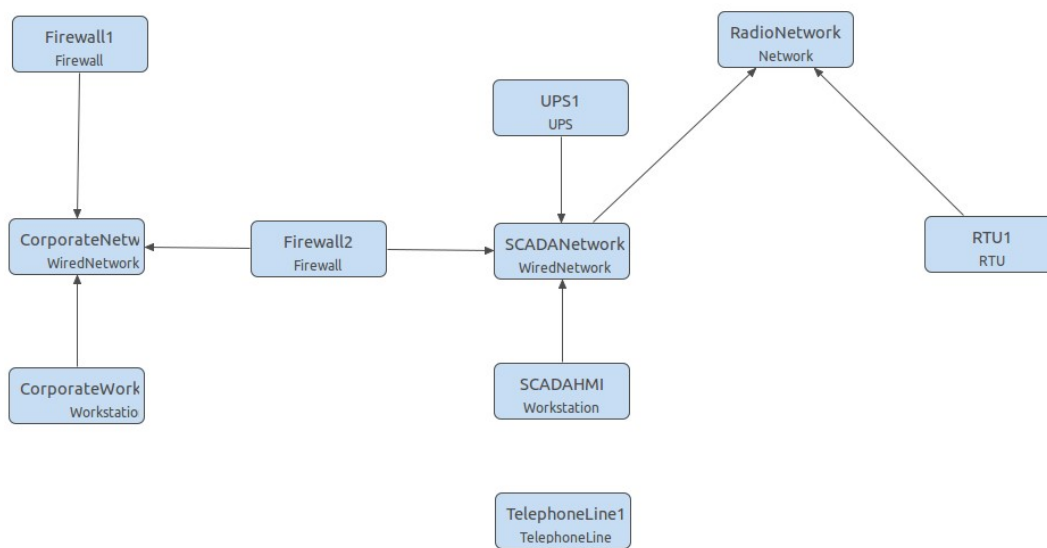 Firewall1
Firewall
RadioNetwork
Network
UPS1
UPS
CorporateNetw
WiredNetwork
Firewall2
Firewall
SCADANetwork
WiredNetwork
RTU1
RTU
CorporateWork
Workstatio
SCADAHMI
Workstation
TelephoneLine1
TelephoneLine